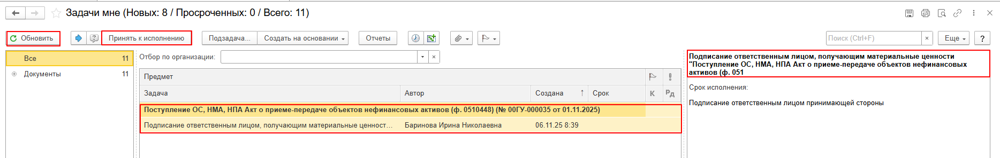 Задачи мне (Новых: 8 / Просроченных: 0 / Всего: 11)
Обновить
Принять к исполнению
Подзадача...
Создать на основании
Отчеты
Поиск (Ctrl+F)
×
Еще
?
Все 11
Документы 11
Отбор по организации:
×
Предмет
Задача Автор Создана ↑ Срок К Рд
Поступление ОС, НМА, НПА Акт о приеме-передаче объектов нефинансовых активов (ф. 0510448) (№ 00ГУ-000035 от 01.11.2025)
Подписание ответственным лицом, получающим материальные ценност... Баринова Ирина Николаевна 06.11.25 8:39
Подписание ответственным лицом, получающим материальные ценности
"Поступление ОС, НМА, НПА Акт о приеме-передаче объектов нефинансовых
активов (ф. 051
Срок исполнения:
Подписание ответственным лицом принимающей стороны